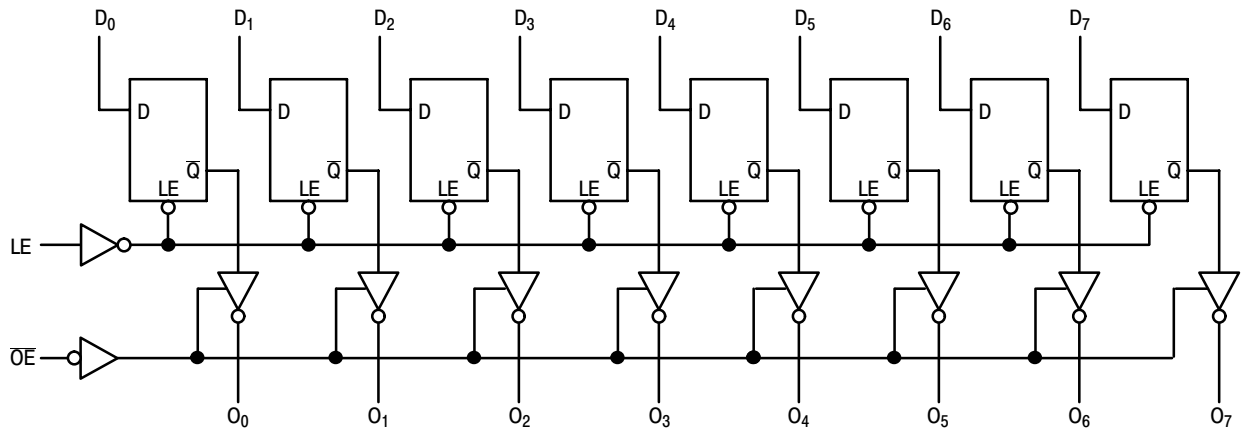 D₀ D₁ D₂ D₃ D₄ D₅ D₆ D₇
D D D D D D D D
Q̅ Q̅ Q̅ Q̅ Q̅ Q̅ Q̅ Q̅
LE LE LE LE LE LE LE LE
LE
O̅E̅
O₀ O₁ O₂ O₃ O₄ O₅ O₆ O₇